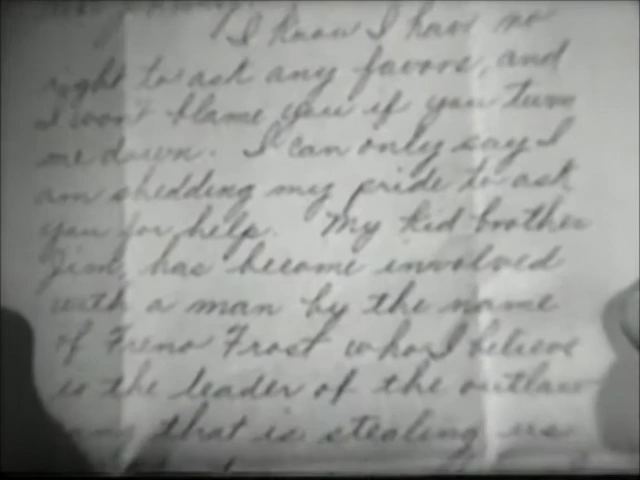 I know I have no
right to ask any favors, and
I won't blame you if you turn
me down. I can only say I
am shedding my pride to ask
you for help. My kid brother
Jim, has become involved
with a man by the name
of Frost who I believe
is the leader of the outlaw
gang that is stealing us